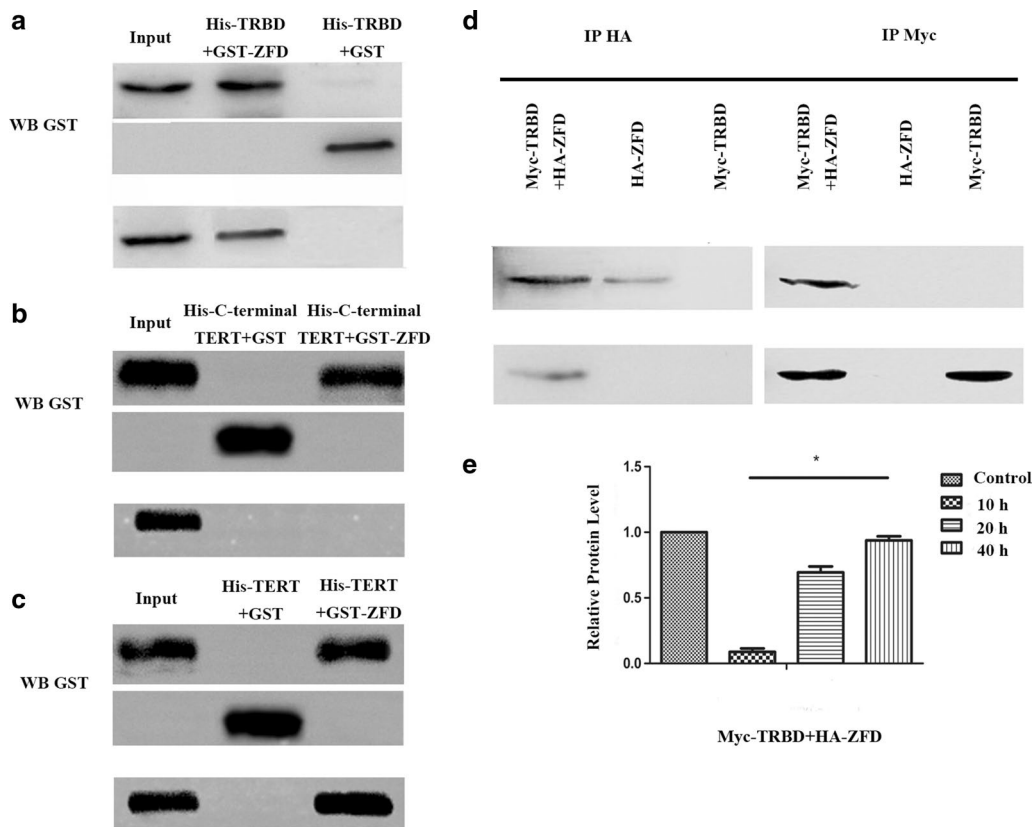 a
Input
His-TRBD
+GST-ZFD
His-TRBD
+GST
WB GST
b
Input
His-C-terminal
TERT+GST
His-C-terminal
TERT+GST-ZFD
WB GST
c
Input
His-TERT
+GST
His-TERT
+GST-ZFD
WB GST
d
IP HA
IP Myc
Myc-TRBD
+HA-ZFD
HA-ZFD
Myc-TRBD
Myc-TRBD
+HA-ZFD
HA-ZFD
Myc-TRBD
e
Relative Protein Level
1.5
1.0
0.5
0.0
*
Control
10 h
20 h
40 h
Myc-TRBD+HA-ZFD